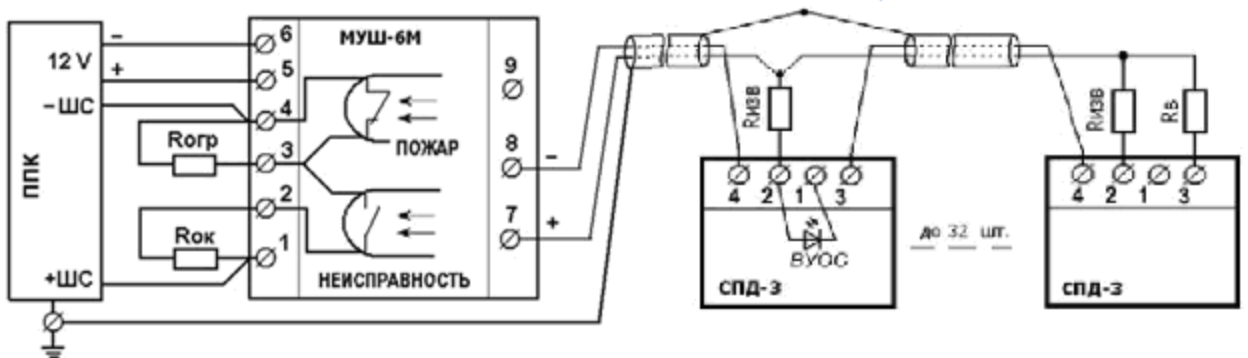 ППК
12 V
−
+
−ШС
+ШС
Rогр
Rок
МУШ-6М
6
5
4
3
2
1
ПОЖАР
НЕИСПРАВНОСТЬ
9
8
7
−
+
Rизв
4 2 1 3
ВУОС
СПД-3
до 32 шт.
Rизв
Rв
4 2 1 3
СПД-3